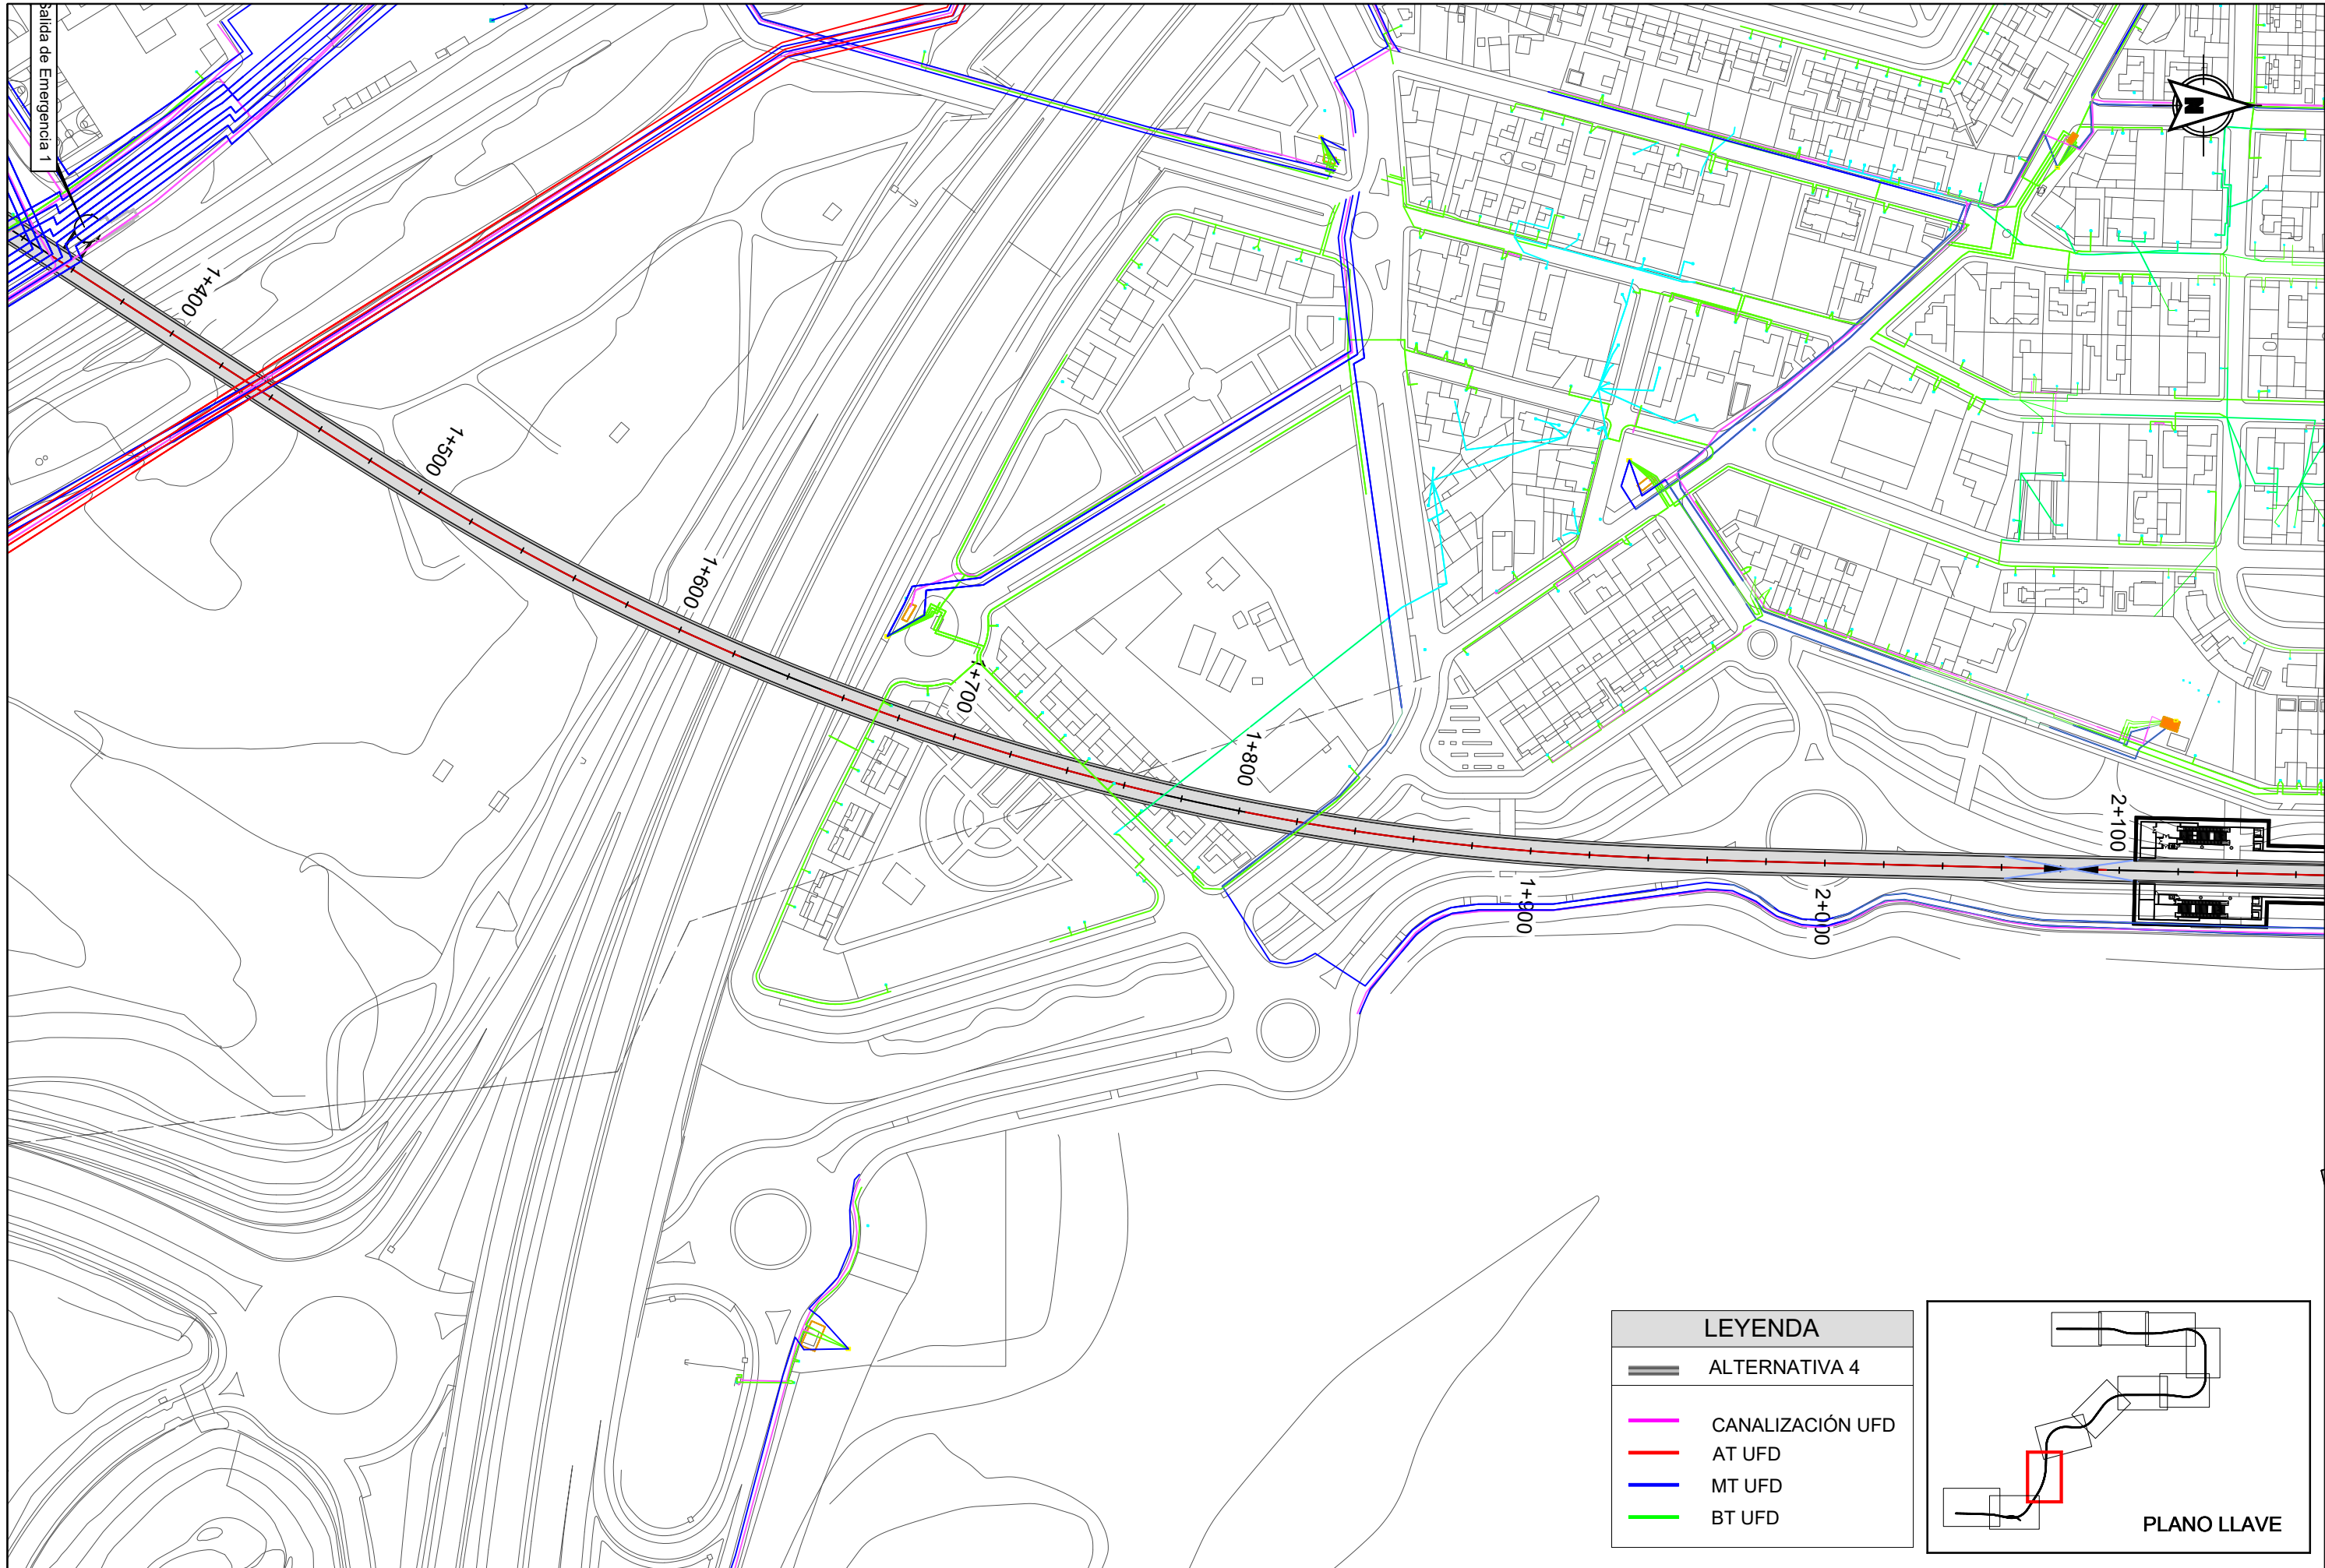 Salida de Emergencia 1
N
1+400
1+500
1+600
1+700
1+800
1+900
2+000
2+100
LEYENDA
ALTERNATIVA 4
CANALIZACIÓN UFD
AT UFD
MT UFD
BT UFD
PLANO LLAVE